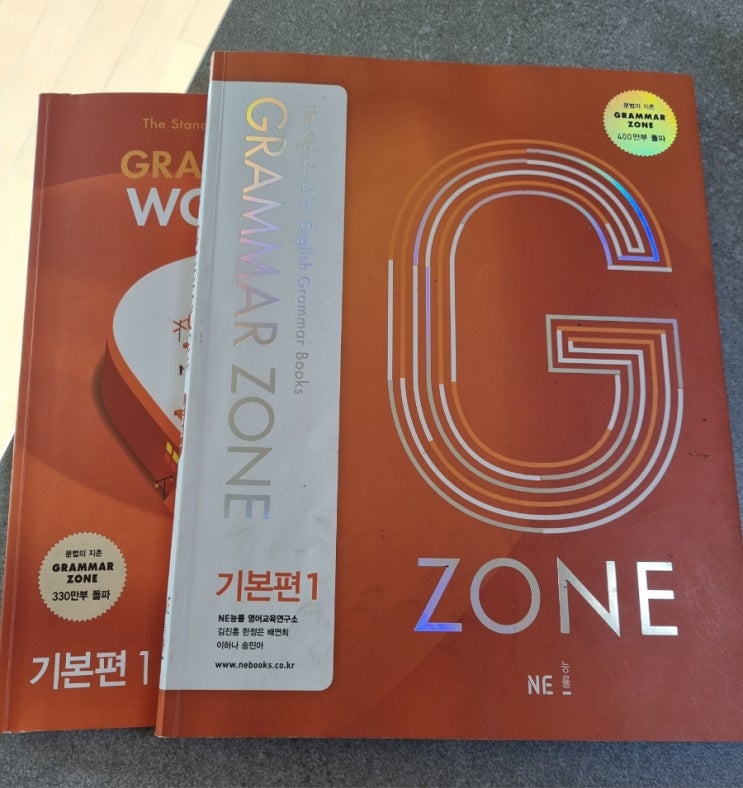 The Stand
GRA
WO
문법의 지존
GRAMMAR
ZONE
330만부 돌파
기본편 1
The Standard for English Grammar Books
GRAMMAR ZONE
기본편 1
NE능률 영어교육연구소
김진홍 한정은 배연희
이하나 송민아
www.nebooks.co.kr
문법의 지존
GRAMMAR
ZONE
400만부 돌파
G
ZONE
NE 능률